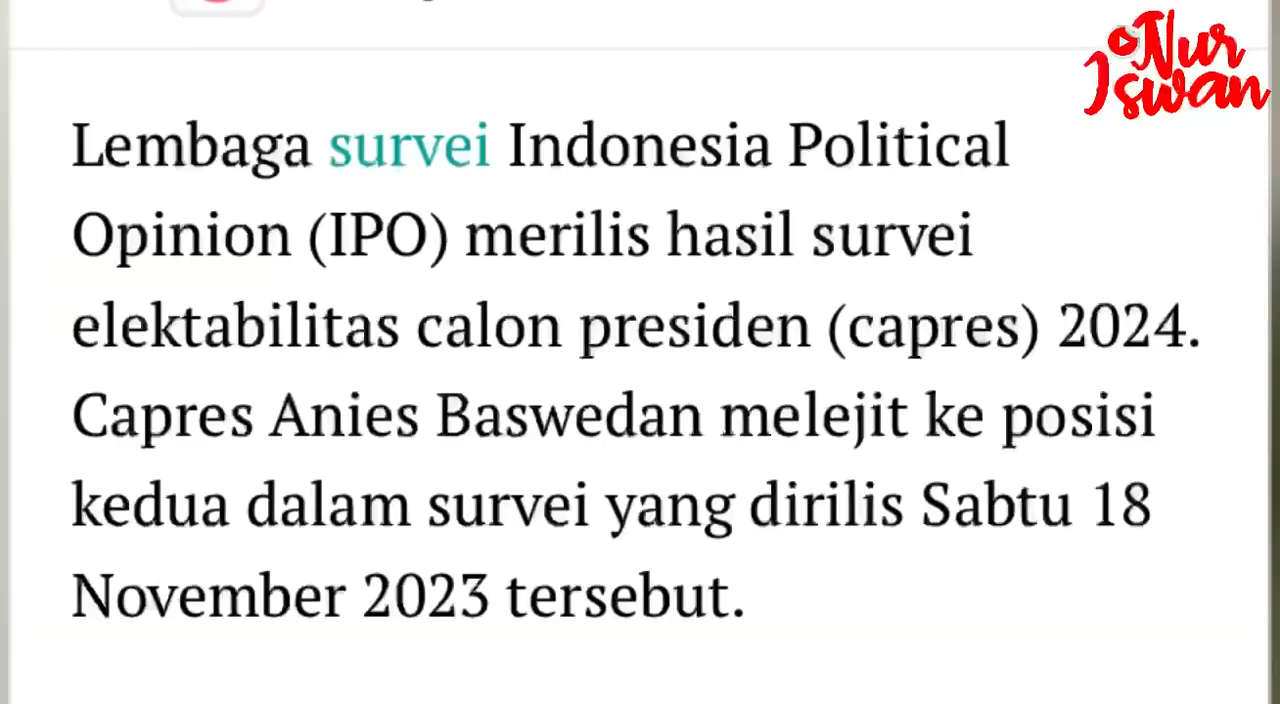 Nur
Iswan
Lembaga survei Indonesia Political
Opinion (IPO) merilis hasil survei
elektabilitas calon presiden (capres) 2024.
Capres Anies Baswedan melejit ke posisi
kedua dalam survei yang dirilis Sabtu 18
November 2023 tersebut.